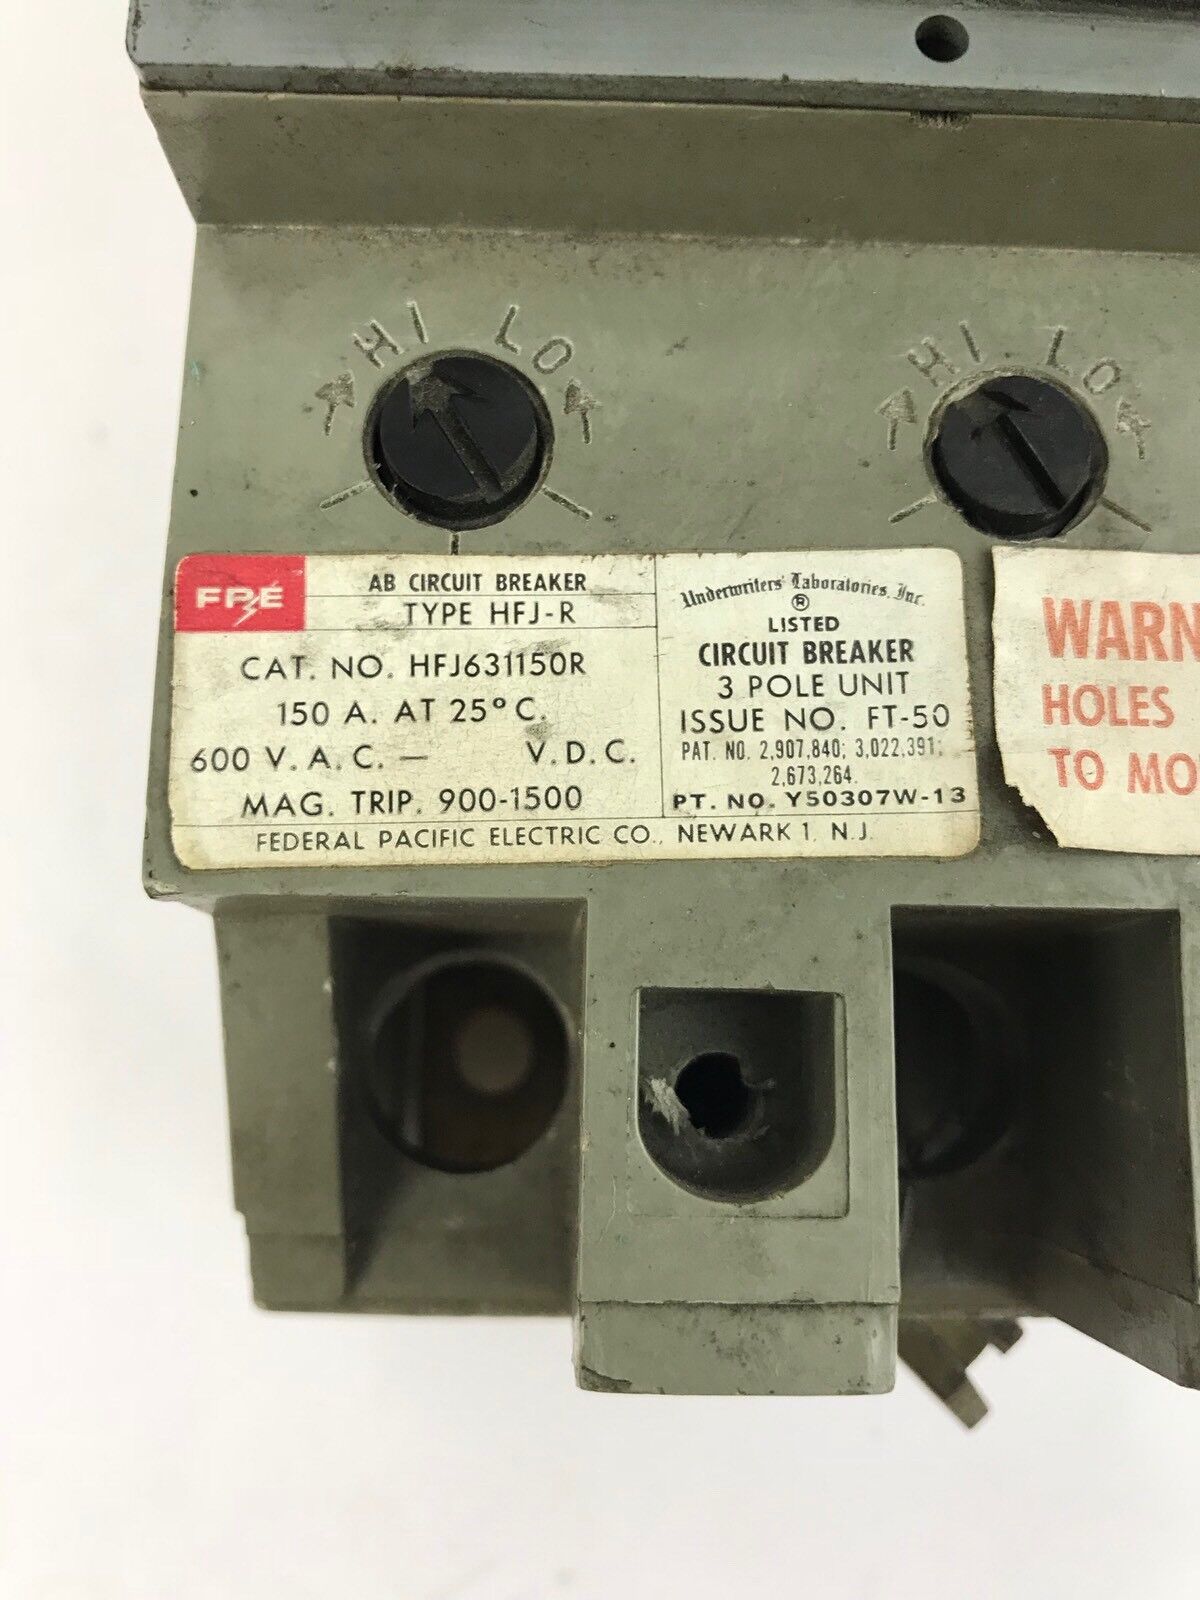 HI LO
HI LO
FPE
AB CIRCUIT BREAKER
TYPE HFJ-R
CAT. NO. HFJ631150R
150 A. AT 25° C.
600 V. A. C. — V. D. C.
MAG. TRIP. 900-1500
Underwriters' Laboratories, Inc.
®
LISTED
CIRCUIT BREAKER
3 POLE UNIT
ISSUE NO. FT-50
PAT. NO. 2,907,840; 3,022,391;
2,673,264.
PT. NO. Y50307W-13
FEDERAL PACIFIC ELECTRIC CO., NEWARK 1, N.J.
WARN
HOLES
TO MO